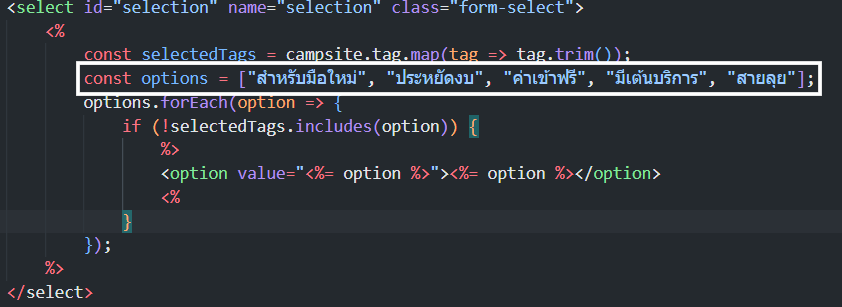 <select id="selection" name="selection" class="form-select">
<%
const selectedTags = campsite.tag.map(tag => tag.trim());
const options = ["สำหรับมือใหม่", "ประหยัดงบ", "ค่าเข้าฟรี", "มีเต้นบริการ", "สายลุย"];
options.forEach(option => {
if (!selectedTags.includes(option)) {
%>
<option value="<%= option %>"><%= option %></option>
<%
}
});
%>
</select>